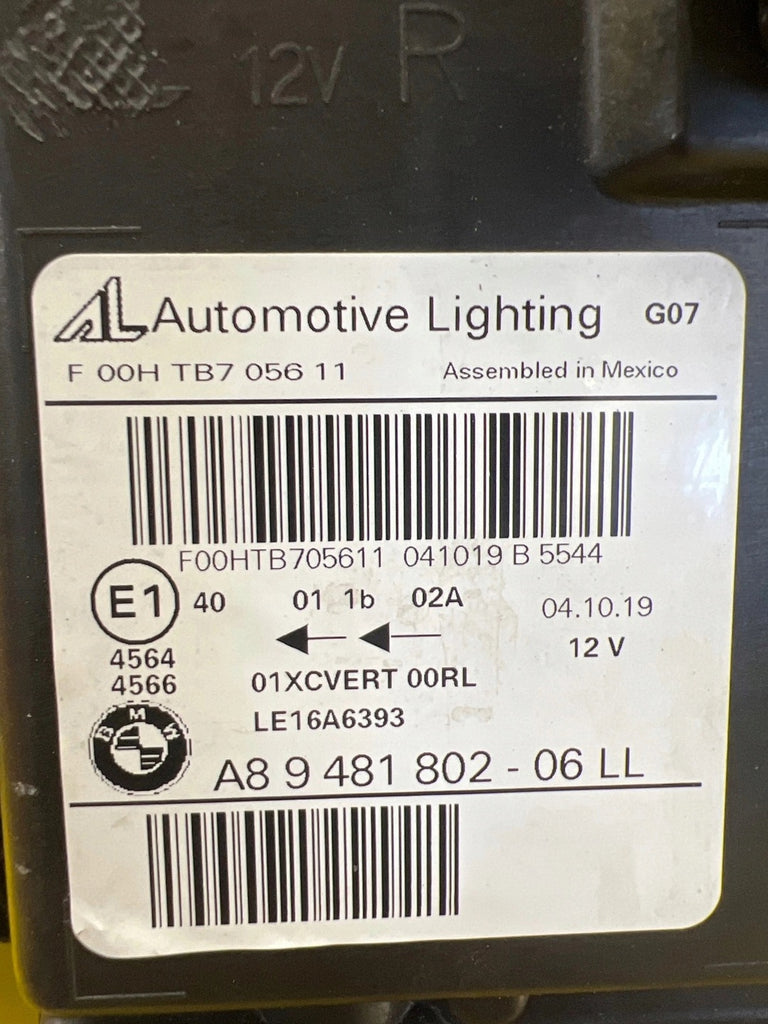 12V R
AL Automotive Lighting G07
F 00H TB7 056 11 Assembled in Mexico
F00HTB705611 041019 B 5544
E1 40 01 1b 02A 04.10.19
12 V
4564
4566 01XCVERT 00RL
LE16A6393
BMW
A8 9 481 802 - 06 LL